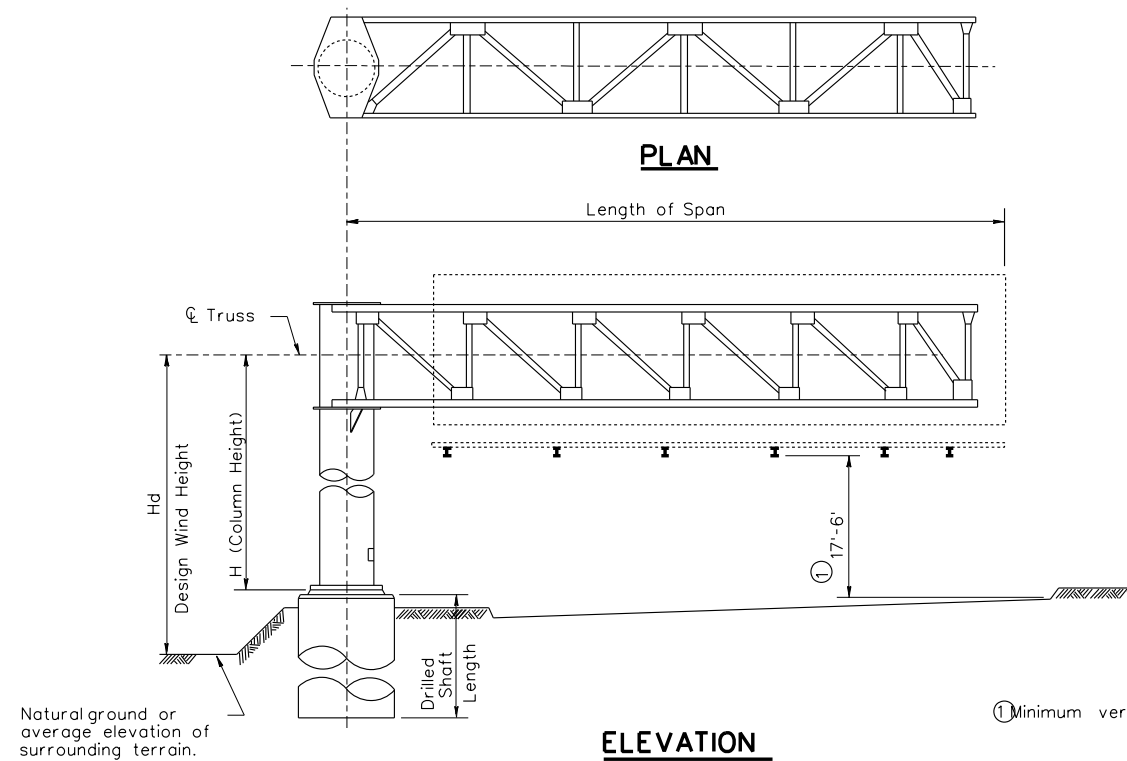 PLAN
Length of Span
℄ Truss
Hd
Design Wind Height
H (Column Height)
① 17'-6'
Drilled
Shaft
Length
Natural ground or
average elevation of
surrounding terrain.
① Minimum ver
ELEVATION